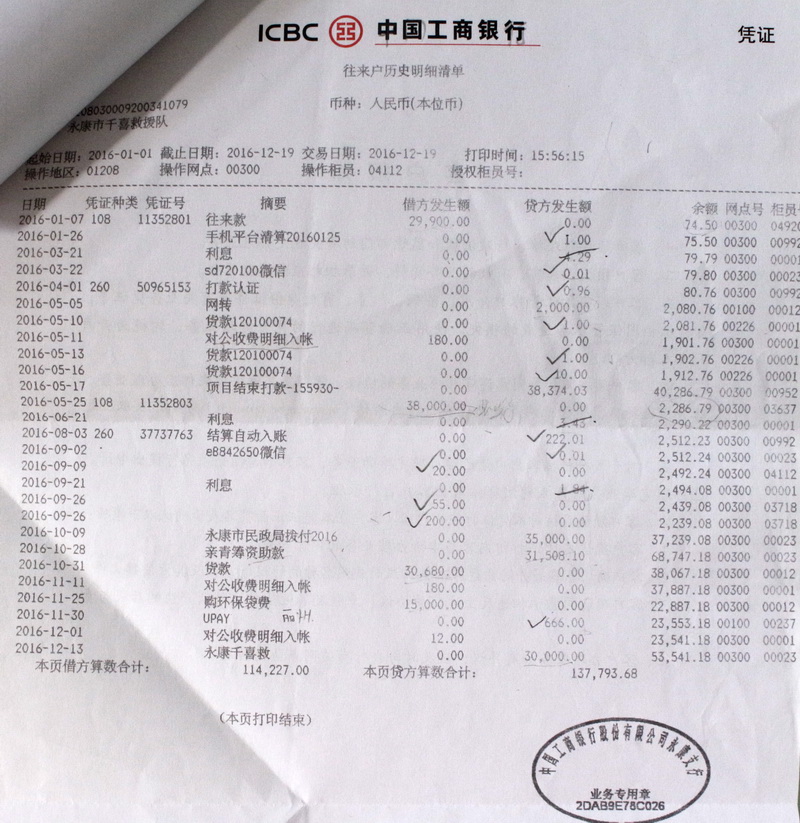 ICBC 中国工商银行 凭证
往来户历史明细清单
08030009200341079 币种: 人民币(本位币)
永康市千喜救援队
起始日期: 2016-01-01 截止日期: 2016-12-19 交易日期: 2016-12-19 打印时间: 15:56:15
操作地区: 01208 操作网点: 00300 操作柜员: 04112 授权柜员号:
日期 凭证种类 凭证号 摘要 借方发生额 贷方发生额 余额 网点号 柜员号
2016-01-07 108 11352801 往来款 29,900.00 0.00 74.50 00300 0492
2016-01-26 手机平台清算20160125 0.00 1.00 75.50 00300 00992
2016-03-21 利息 0.00 4.29 79.79 00300 00001
2016-03-22 sd720100微信 0.00 0.01 79.80 00300 00023
2016-04-01 260 50965153 打款认证 0.00 0.96 80.76 00300 00992
2016-05-05 网转 0.00 2,000.00 2,080.76 00100 00012
2016-05-10 货款120100074 0.00 1.00 2,081.76 00226 00001
2016-05-11 对公收费明细入帐 180.00 0.00 1,901.76 00300 00001
2016-05-13 货款120100074 0.00 1.00 1,902.76 00226 00001
2016-05-16 货款120100074 0.00 10.00 1,912.76 00226 00001
2016-05-17 项目结束打款-155930- 0.00 38,374.03 40,286.79 00300 00952
2016-05-25 108 11352803 38,000.00 0.00 2,286.79 00300 03637
2016-06-21 利息 0.00 3.43 2,290.22 00300 00001
2016-08-03 260 37737763 结算自动入账 0.00 222.01 2,512.23 00300 00992
2016-09-02 e8842650微信 0.00 0.01 2,512.24 00300 00023
2016-09-09 20.00 0.00 2,492.24 00300 04112
2016-09-21 利息 0.00 1.84 2,494.08 00300 00001
2016-09-26 55.00 0.00 2,439.08 00300 03718
2016-09-26 200.00 0.00 2,239.08 00300 03718
2016-10-09 永康市民政局拨付2016 0.00 35,000.00 37,239.08 00300 00023
2016-10-28 亲青筹资助款 0.00 31,508.10 68,747.18 00300 00023
2016-10-31 货款 30,680.00 0.00 38,067.18 00300 00012
2016-11-11 对公收费明细入帐 180.00 0.00 37,887.18 00300 00001
2016-11-25 购环保袋费 15,000.00 0.00 22,887.18 00300 00012
2016-11-30 UPAY 0.00 666.00 23,553.18 00100 00237
2016-12-01 对公收费明细入帐 12.00 0.00 23,541.18 00300 00001
2016-12-13 永康千喜救 0.00 30,000.00 53,541.18 00300 00023
本页借方算数合计: 114,227.00 本页贷方算数合计: 137,793.68
(本页打印结束)
中国工商银行股份有限公司永康支行
业务专用章
2DAB9E78C026